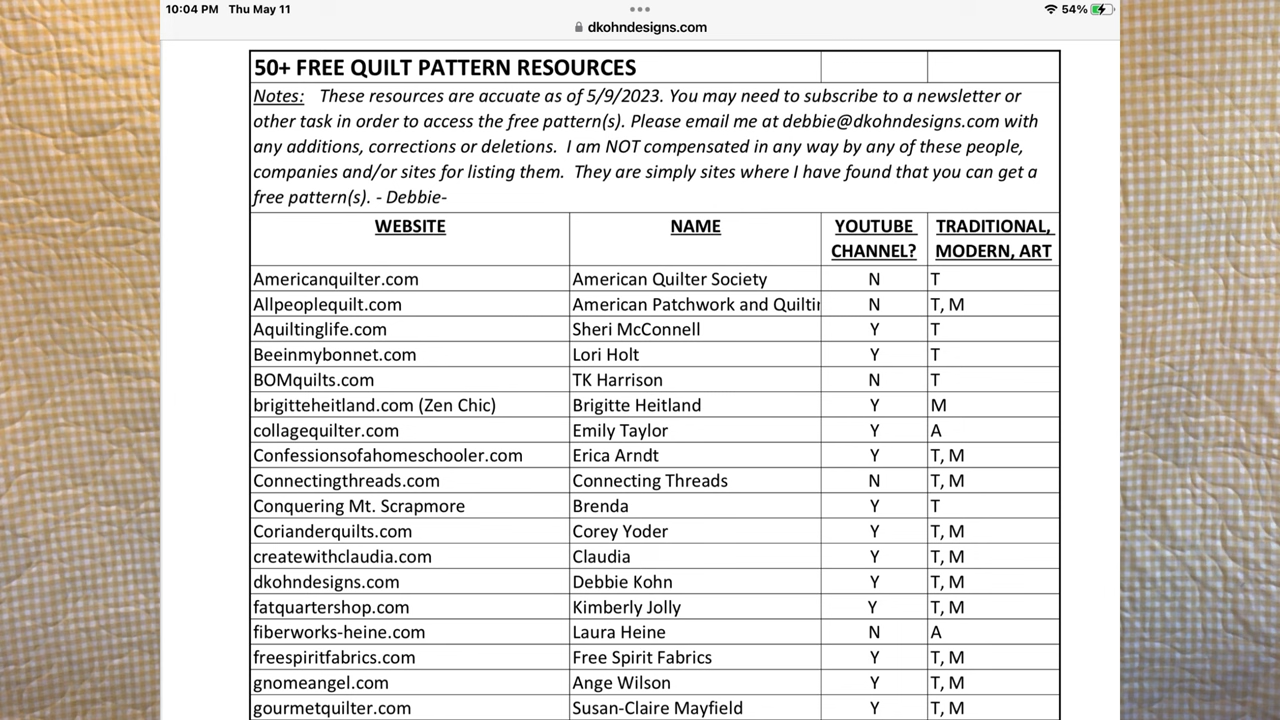 10:04 PM Thu May 11
54%
dkohndesigns.com
50+ FREE QUILT PATTERN RESOURCES
Notes: These resources are accuate as of 5/9/2023. You may need to subscribe to a newsletter or
other task in order to access the free pattern(s). Please email me at debbie@dkohndesigns.com with
any additions, corrections or deletions. I am NOT compensated in any way by any of these people,
companies and/or sites for listing them. They are simply sites where I have found that you can get a
free pattern(s). - Debbie-
WEBSITE NAME YOUTUBE CHANNEL? TRADITIONAL, MODERN, ART
Americanquilter.com American Quilter Society N T
Allpeoplequilt.com American Patchwork and Quiltin N T, M
Aquiltinglife.com Sheri McConnell Y T
Beeinmybonnet.com Lori Holt Y T
BOMquilts.com TK Harrison N T
brigitteheitland.com (Zen Chic) Brigitte Heitland Y M
collagequilter.com Emily Taylor Y A
Confessionsofahomeschooler.com Erica Arndt Y T, M
Connectingthreads.com Connecting Threads N T, M
Conquering Mt. Scrapmore Brenda Y T
Corianderquilts.com Corey Yoder Y T, M
createwithclaudia.com Claudia Y T, M
dkohndesigns.com Debbie Kohn Y T, M
fatquartershop.com Kimberly Jolly Y T, M
fiberworks-heine.com Laura Heine N A
freespiritfabrics.com Free Spirit Fabrics Y T, M
gnomeangel.com Ange Wilson Y T, M
gourmetquilter.com Susan-Claire Mayfield Y T, M